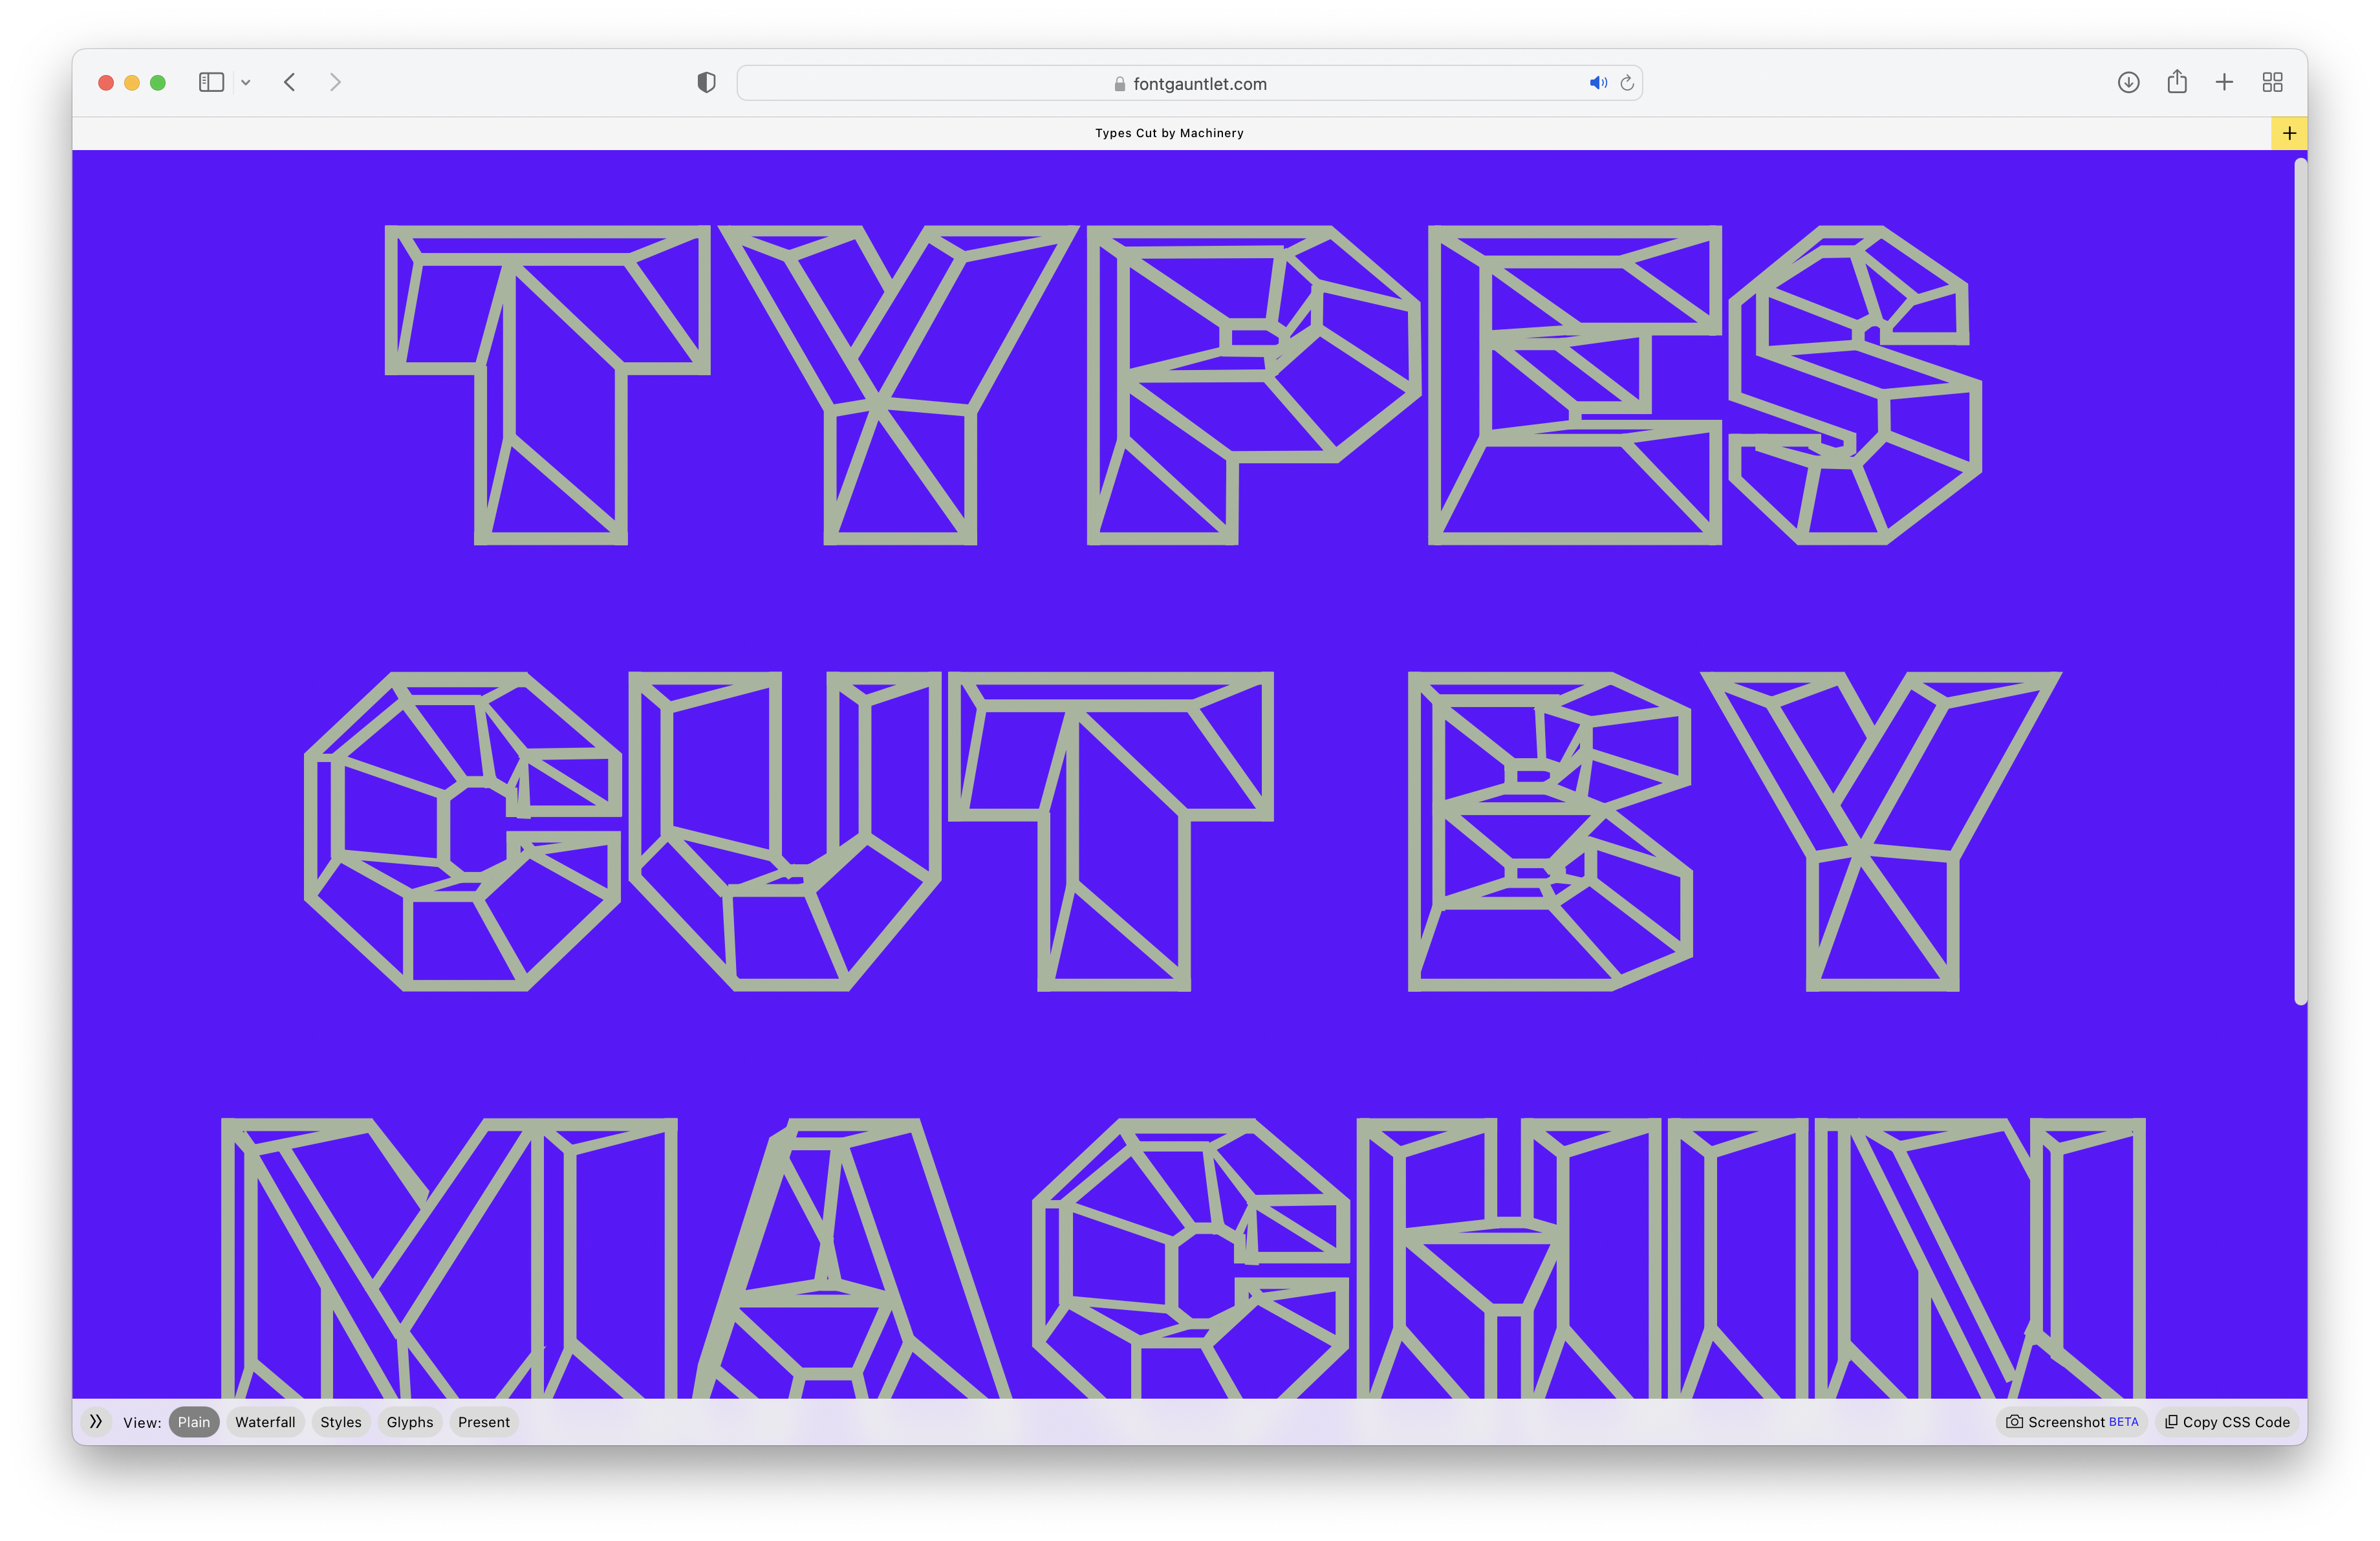 fontgauntlet.com
Types Cut by Machinery
TYPES
CUT BY
MACHIN
View: Plain Waterfall Styles Glyphs Present Screenshot BETA Copy CSS Code